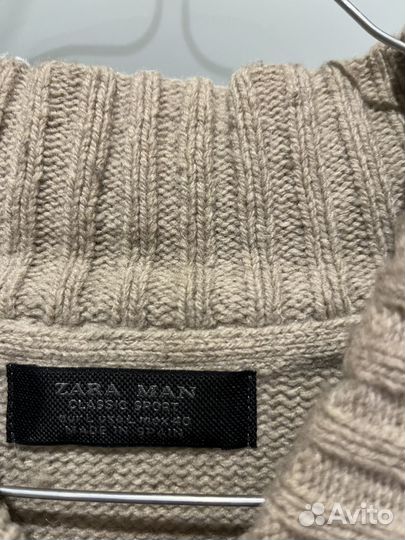 ZARA MAN
CLASSIC SPORT
MADE IN SPAIN
Avito